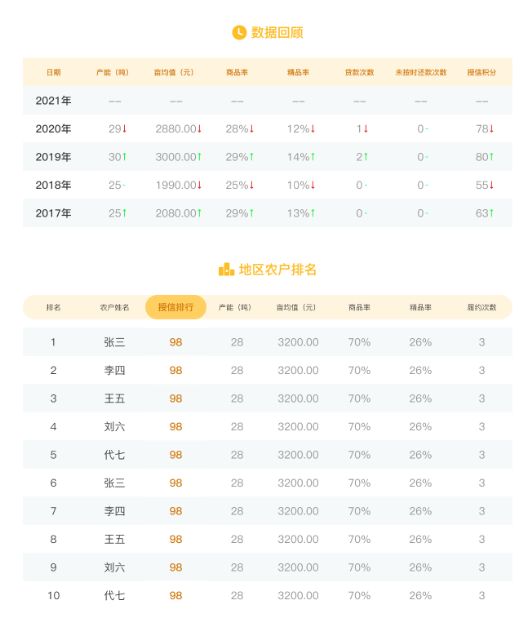 数据回顾
日期 产能（吨） 亩均值（元） 商品率 精品率 贷款次数 未按时还款次数 授信积分
2021年 -- -- -- -- -- -- --
2020年 29↓ 2880.00↓ 28%↓ 12%↓ 1↓ 0- 78↓
2019年 30↑ 3000.00↑ 29%↑ 14%↑ 2↑ 0- 80↑
2018年 25- 1990.00↓ 25%↓ 10%↓ 0- 0- 55↓
2017年 25↑ 2080.00↑ 29%↑ 13%↑ 0- 0- 63↑
地区农户排名
排名 农户姓名 授信排行 产能（吨） 亩均值（元） 商品率 精品率 履约次数
1 张三 98 28 3200.00 70% 26% 3
2 李四 98 28 3200.00 70% 26% 3
3 王五 98 28 3200.00 70% 26% 3
4 刘六 98 28 3200.00 70% 26% 3
5 代七 98 28 3200.00 70% 26% 3
6 张三 98 28 3200.00 70% 26% 3
7 李四 98 28 3200.00 70% 26% 3
8 王五 98 28 3200.00 70% 26% 3
9 刘六 98 28 3200.00 70% 26% 3
10 代七 98 28 3200.00 70% 26% 3